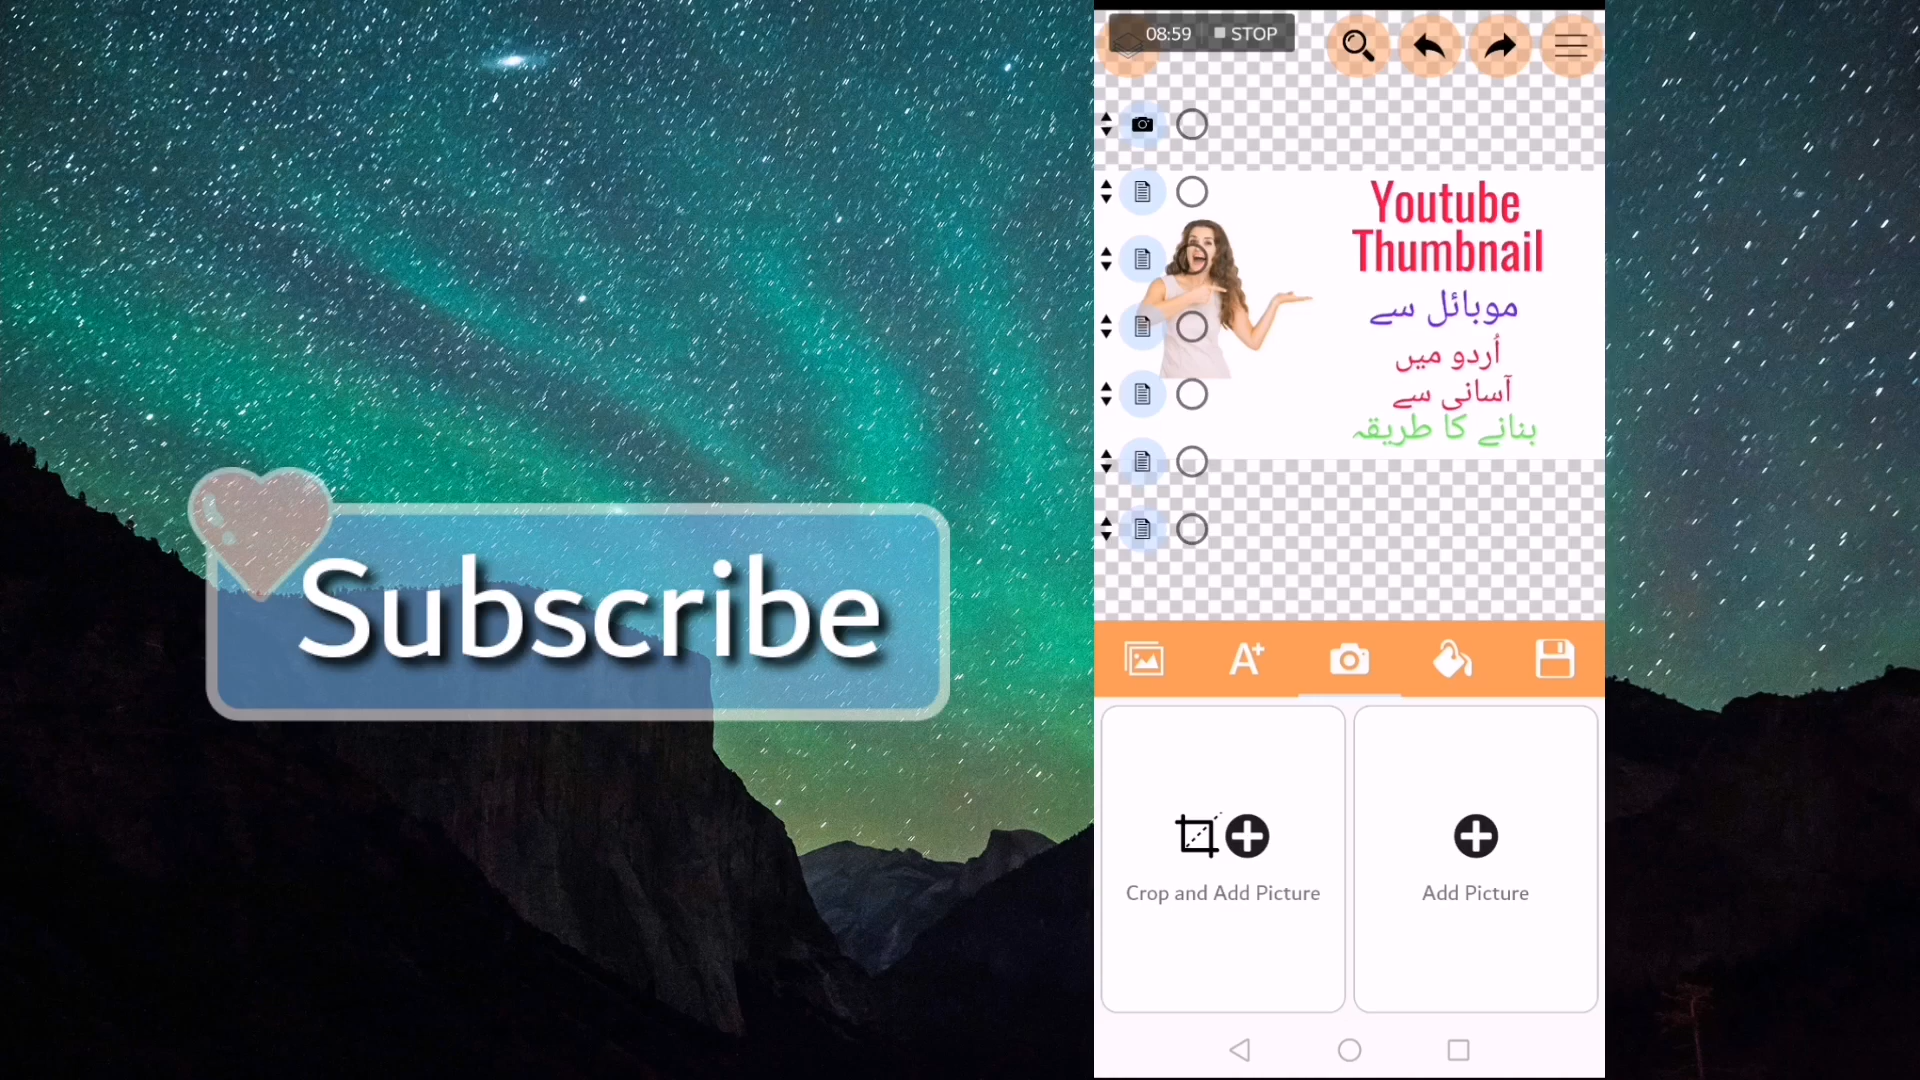 Subscribe
08:59 STOP
Youtube
Thumbnail
موبائل سے
اُردو میں
آسانی سے
بنانے کا طریقہ
A+
Crop and Add Picture
Add Picture